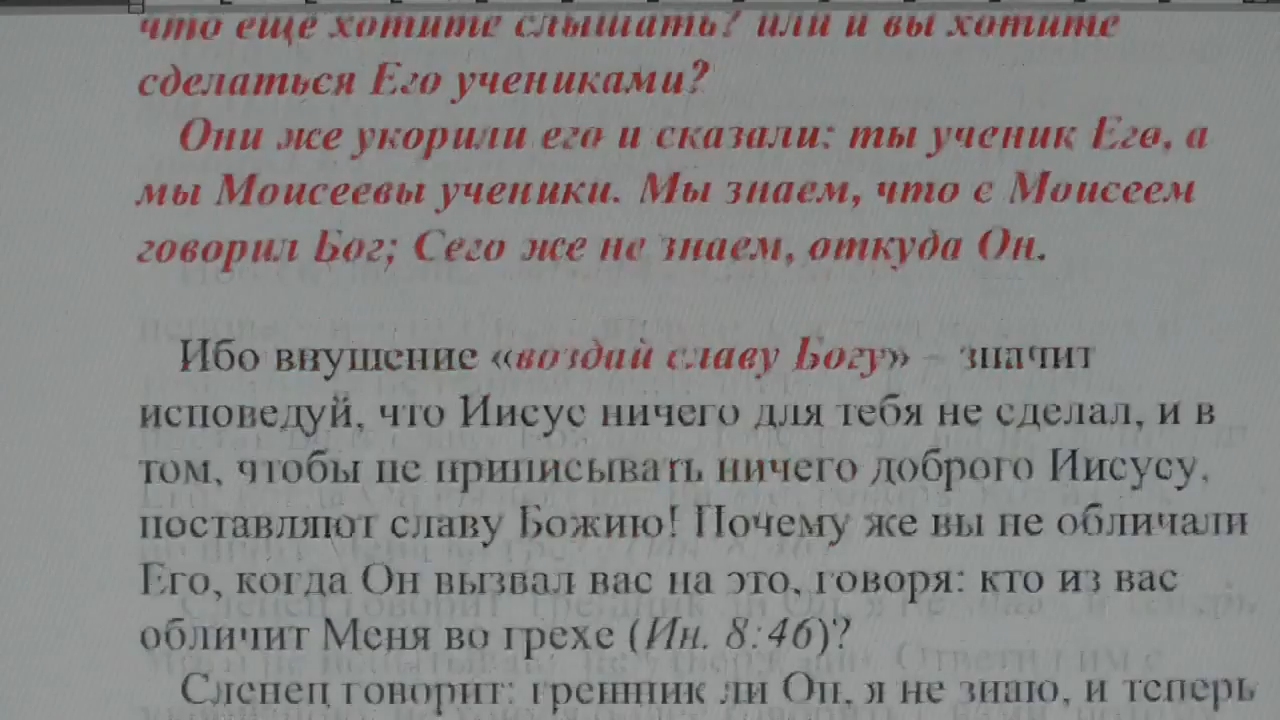 что еще хотите слышать? или и вы хотите
сделаться Его учениками?
Они же укорили его и сказали: ты ученик Его, а
мы Моисеевы ученики. Мы знаем, что с Моисеем
говорил Бог; Сего же не знаем, откуда Он.
Ибо внушение «воздай славу Богу» – значит
исповедуй, что Иисус ничего для тебя не сделал, и в
том, чтобы не приписывать ничего доброго Иисусу,
поставляют славу Божию! Почему же вы не обличали
Его, когда Он вызвал вас на это, говоря: кто из вас
обличит Меня во грехе (Ин. 8:46)?
Слепец говорит: грешник ли Он, я не знаю, и теперь